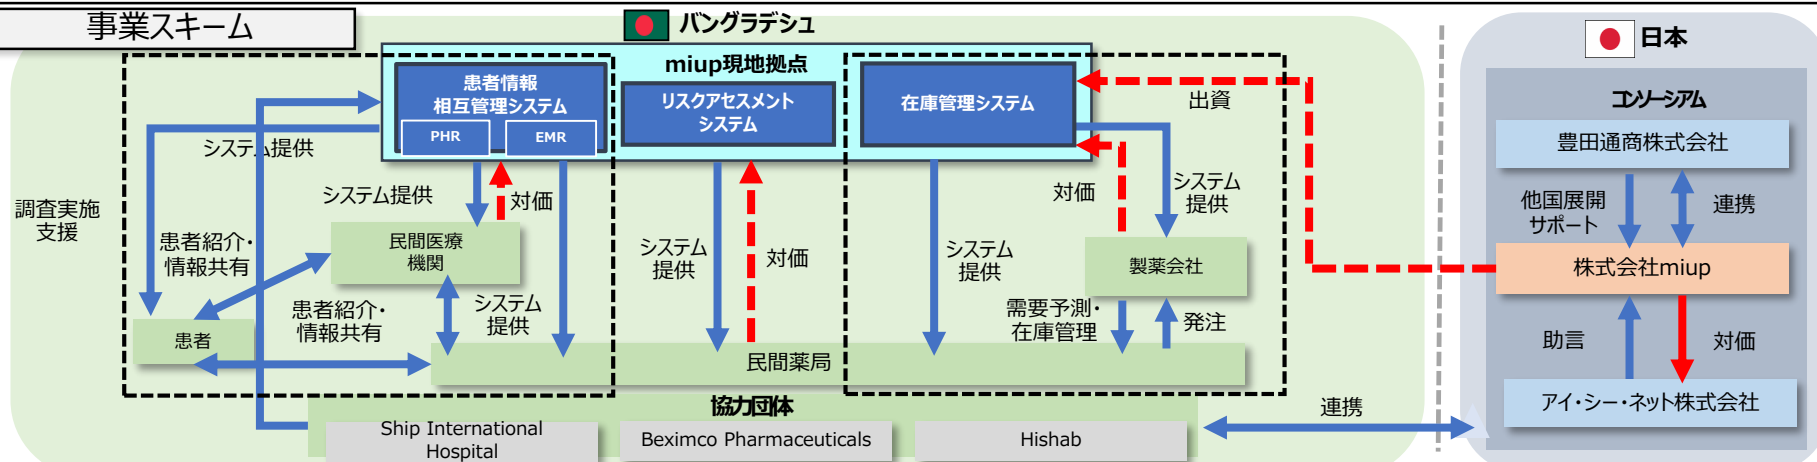 事業スキーム
バングラデシュ
日本
miup現地拠点
患者情報
相互管理システム
PHR
EMR
リスクアセスメント
システム
在庫管理システム
出資
コンソーシアム
豊田通商株式会社
システム提供
システム提供
対価
対価
システム
提供
他国展開
サポート
連携
調査実施
支援
患者紹介・
情報共有
民間医療
機関
システム
提供
対価
システム
提供
製薬会社
株式会社miup
患者紹介・
情報共有
システム
提供
需要予測・
在庫管理
発注
患者
民間薬局
助言
対価
協力団体
連携
アイ・シー・ネット株式会社
Ship International
Hospital
Beximco Pharmaceuticals
Hishab